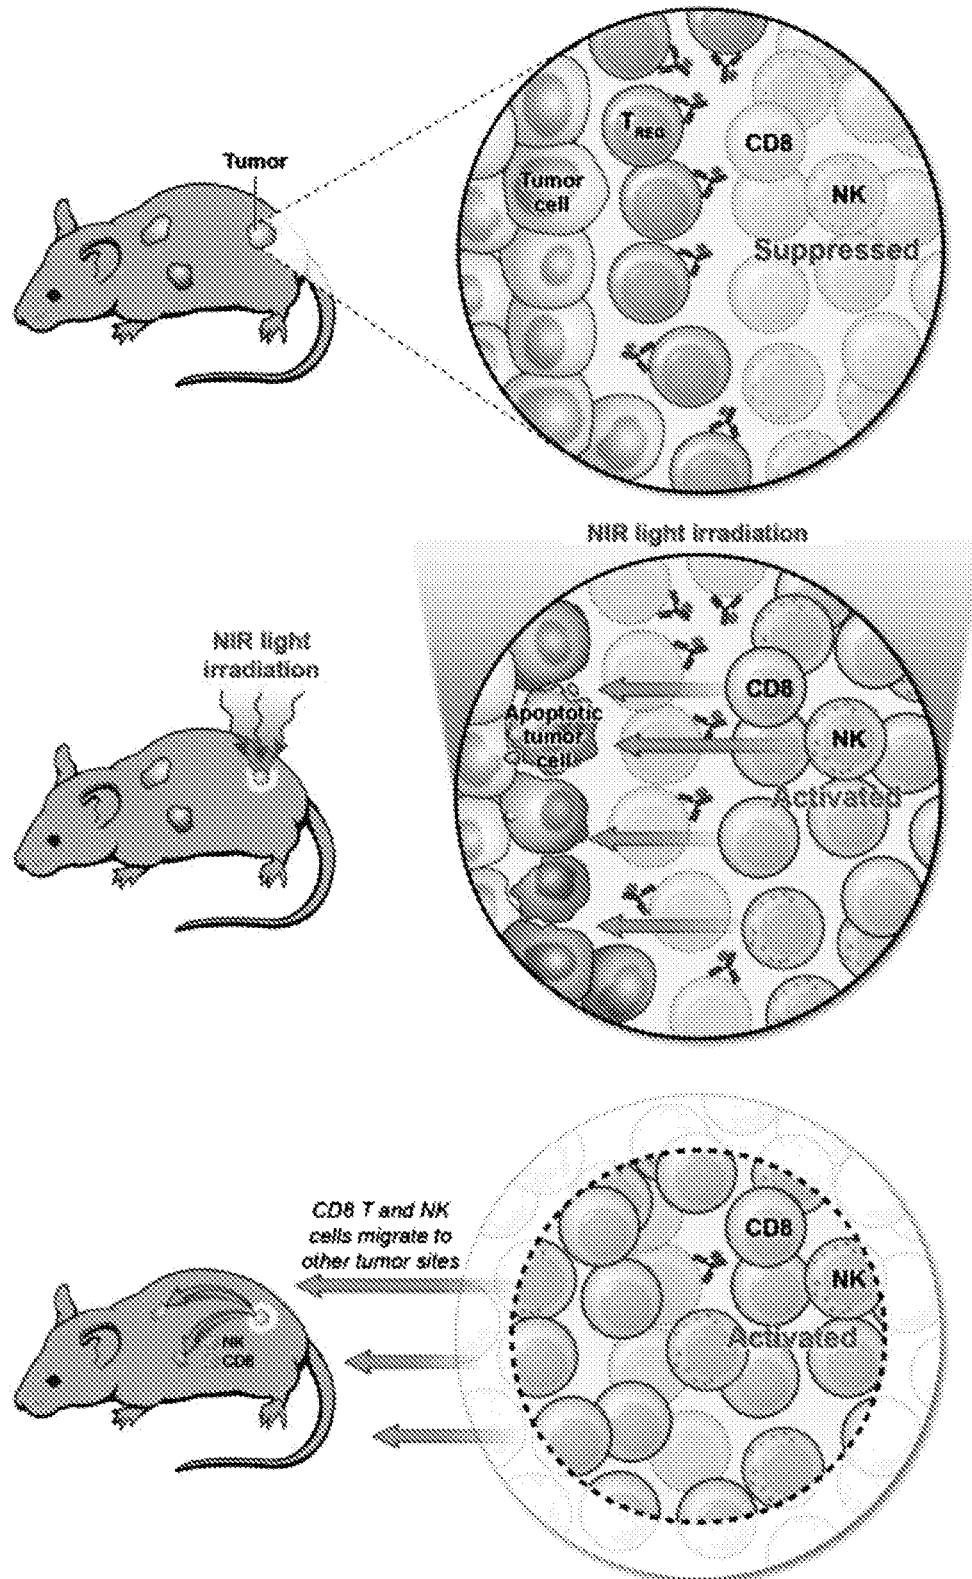 Tumor
T_REG
CD8
Tumor
cell
NK
Suppressed
NIR light irradiation
NIR light
irradiation
CD8
Apoptotic
tumor
cell
NK
Activated
CD8 T and NK
cells migrate to
other tumor sites
CD8
NK
Activated
NK
CD8